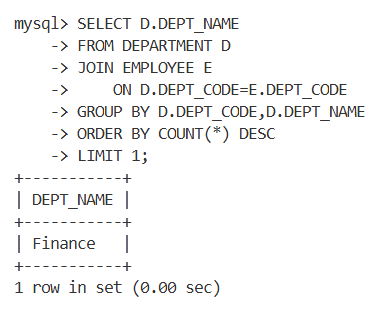 mysql> SELECT D.DEPT_NAME
    -> FROM DEPARTMENT D
    -> JOIN EMPLOYEE E
    ->     ON D.DEPT_CODE=E.DEPT_CODE
    -> GROUP BY D.DEPT_CODE,D.DEPT_NAME
    -> ORDER BY COUNT(*) DESC
    -> LIMIT 1;
+-----------+
| DEPT_NAME |
+-----------+
| Finance   |
+-----------+
1 row in set (0.00 sec)